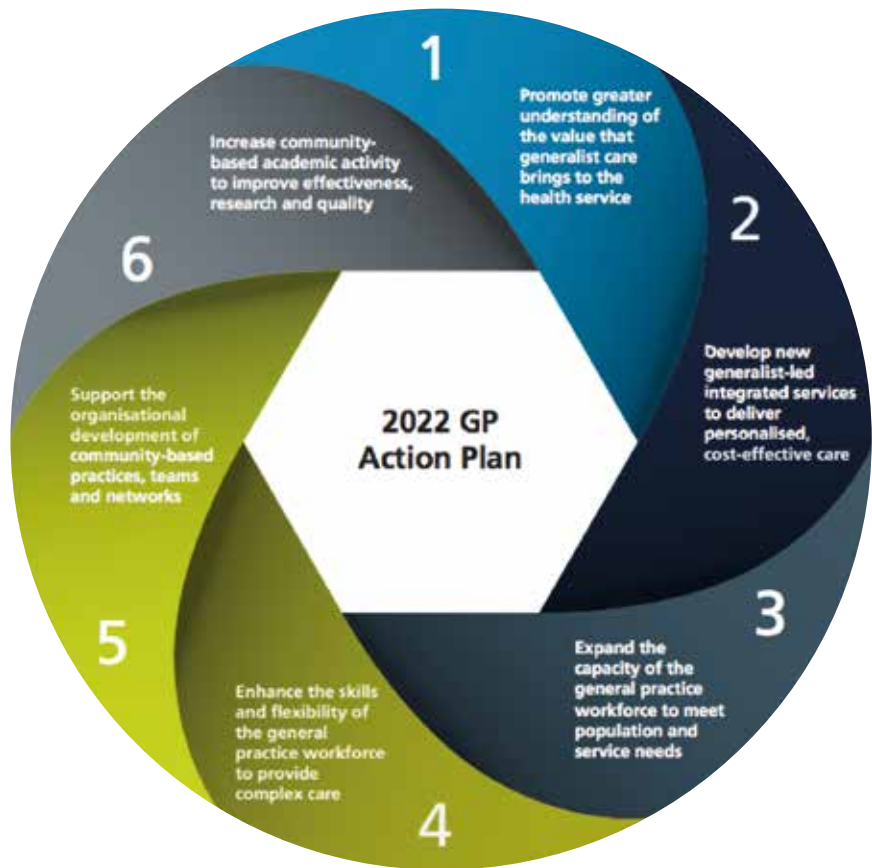 1
Promote greater
understanding of
the value that
generalist care
brings to the
health service
2
Develop new
generalist-led
integrated services
to deliver
personalised,
cost-effective care
3
Expand the
capacity of the
general practice
workforce to meet
population and
service needs
4
Enhance the skills
and flexibility of
the general
practice workforce
to provide
complex care
5
Support the
organisational
development of
community-based
practices, teams
and networks
6
Increase community-
based academic activity
to improve effectiveness,
research and quality
2022 GP
Action Plan